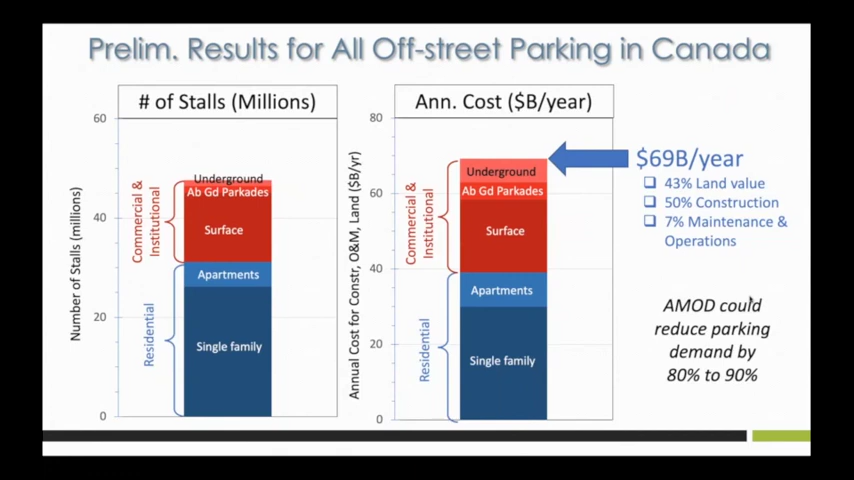 Prelim. Results for All Off-street Parking in Canada
# of Stalls (Millions)
60
40
20
0
Number of Stalls (millions)
Commercial &
Institutional
Residential
Underground
Ab Gd Parkades
Surface
Apartments
Single family
Ann. Cost ($B/year)
80
60
40
20
0
Annual Cost for Constr, O&M, Land ($B/yr)
Commercial &
Institutional
Residential
Underground
Ab Gd Parkades
Surface
Apartments
Single family
$69B/year
43% Land value
50% Construction
7% Maintenance &
Operations
AMOD could
reduce parking
demand by
80% to 90%